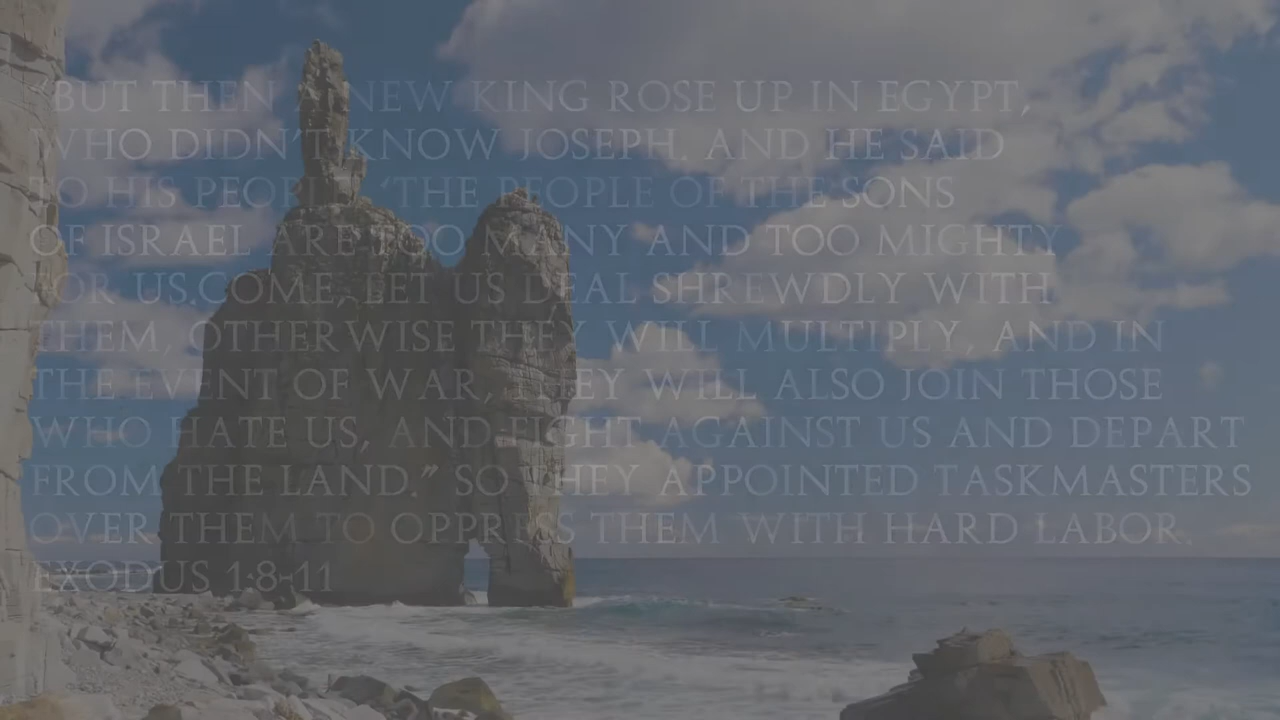 "BUT THEN A NEW KING ROSE UP IN EGYPT,
WHO DIDN'T KNOW JOSEPH. AND HE SAID
TO HIS PEOPLE, "THE PEOPLE OF THE SONS
OF ISRAEL ARE TOO MANY AND TOO MIGHTY
FOR US.COME, LET US DEAL SHREWDLY WITH
THEM, OTHERWISE THEY WILL MULTIPLY, AND IN
THE EVENT OF WAR, THEY WILL ALSO JOIN THOSE
WHO HATE US, AND FIGHT AGAINST US AND DEPART
FROM THE LAND." SO THEY APPOINTED TASKMASTERS
OVER THEM TO OPPRESS THEM WITH HARD LABOR.
EXODUS 1:8-11